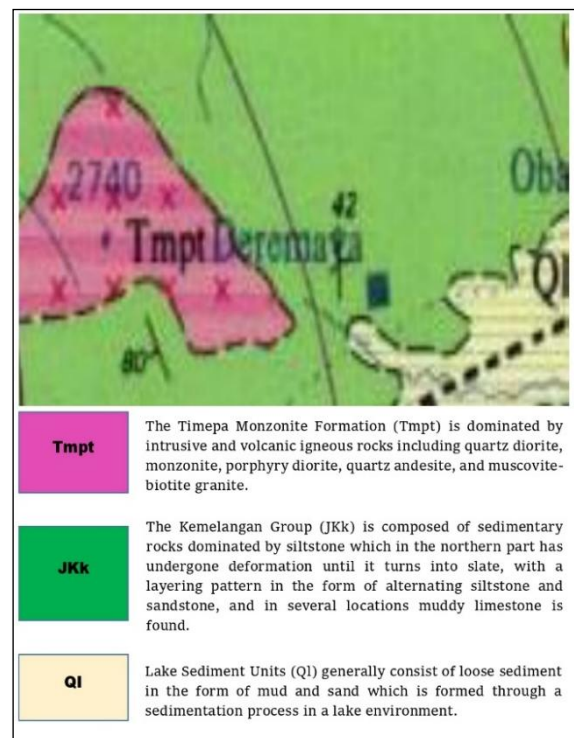 2740
Oba
42
Tmpt Deremaya
Ql
80
Tmpt
The Timepa Monzonite Formation (Tmpt) is dominated by
intrusive and volcanic igneous rocks including quartz diorite,
monzonite, porphyry diorite, quartz andesite, and muscovite-
biotite granite.
JKk
The Kemelangan Group (JKk) is composed of sedimentary
rocks dominated by siltstone which in the northern part has
undergone deformation until it turns into slate, with a
layering pattern in the form of alternating siltstone and
sandstone, and in several locations muddy limestone is
found.
Ql
Lake Sediment Units (Ql) generally consist of loose sediment
in the form of mud and sand which is formed through a
sedimentation process in a lake environment.